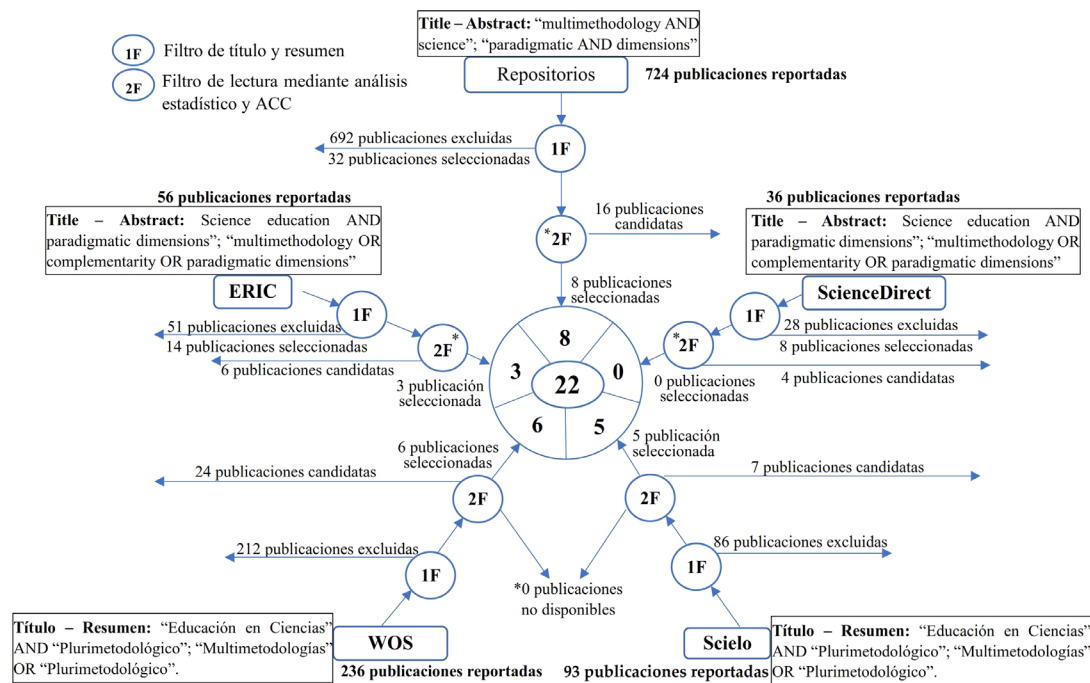 1F Filtro de título y resumen
2F Filtro de lectura mediante análisis
estadístico y ACC
Title – Abstract: “multimethodology AND
science”; “paradigmatic AND dimensions”
Repositorios
724 publicaciones reportadas
692 publicaciones excluidas
32 publicaciones seleccionadas
1F
16 publicaciones
candidatas
*2F
8 publicaciones
seleccionadas
56 publicaciones reportadas
Title – Abstract: Science education AND
paradigmatic dimensions”; “multimethodology OR
complementarity OR paradigmatic dimensions”
ERIC
1F
51 publicaciones excluidas
14 publicaciones seleccionadas
2F*
6 publicaciones candidatas
3 publicación
seleccionada
36 publicaciones reportadas
Title – Abstract: Science education AND
paradigmatic dimensions”; “multimethodology OR
complementarity OR paradigmatic dimensions”
ScienceDirect
1F
28 publicaciones excluidas
8 publicaciones seleccionadas
*2F
4 publicaciones candidatas
0 publicaciones
seleccionadas
8
3
0
22
6
5
6 publicaciones
seleccionadas
24 publicaciones candidatas
2F
212 publicaciones excluidas
1F
5 publicación
seleccionada
7 publicaciones candidatas
2F
86 publicaciones excluidas
1F
*0 publicaciones
no disponibles
Título – Resumen: “Educación en Ciencias”
AND “Plurimetodológico”; “Multimetodologías”
OR “Plurimetodológico”.
WOS
236 publicaciones reportadas
Scielo
93 publicaciones reportadas
Título – Resumen: “Educación en Ciencias”
AND “Plurimetodológico”; “Multimetodologías”
OR “Plurimetodológico”.